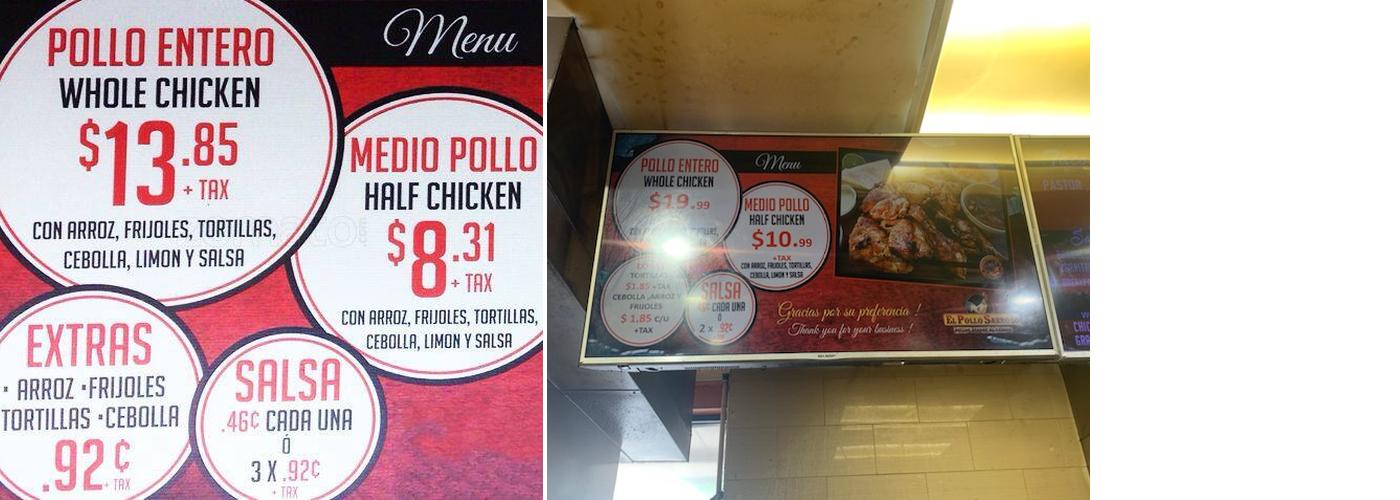 Menu
POLLO ENTERO
WHOLE CHICKEN
$13.85
+ TAX
CON ARROZ, FRIJOLES, TORTILLAS,
CEBOLLA, LIMON Y SALSA
MEDIO POLLO
HALF CHICKEN
$8.31
+ TAX
CON ARROZ, FRIJOLES, TORTILLAS,
CEBOLLA, LIMON Y SALSA
EXTRAS
· ARROZ ·FRIJOLES
TORTILLAS ·CEBOLLA
.92¢
+ TAX
SALSA
.46¢ CADA UNA
Ó
3 X .92¢
+ TAX
Menu
POLLO ENTERO
WHOLE CHICKEN
$19.99
MEDIO POLLO
HALF CHICKEN
$10.99
+TAX
CON ARROZ, FRIJOLES, TORTILLAS,
CEBOLLA, LIMON Y SALSA
TORTILLAS
$1.85 +TAX
CEBOLLA ,ARROZ Y
FRIJOLES
$ 1.85 c/u
+TAX
SALSA
CADA UNA
Ó
2 x .92¢
Gracias por su preferencia !
Thank you for your business !
EL POLLO
PASTOR